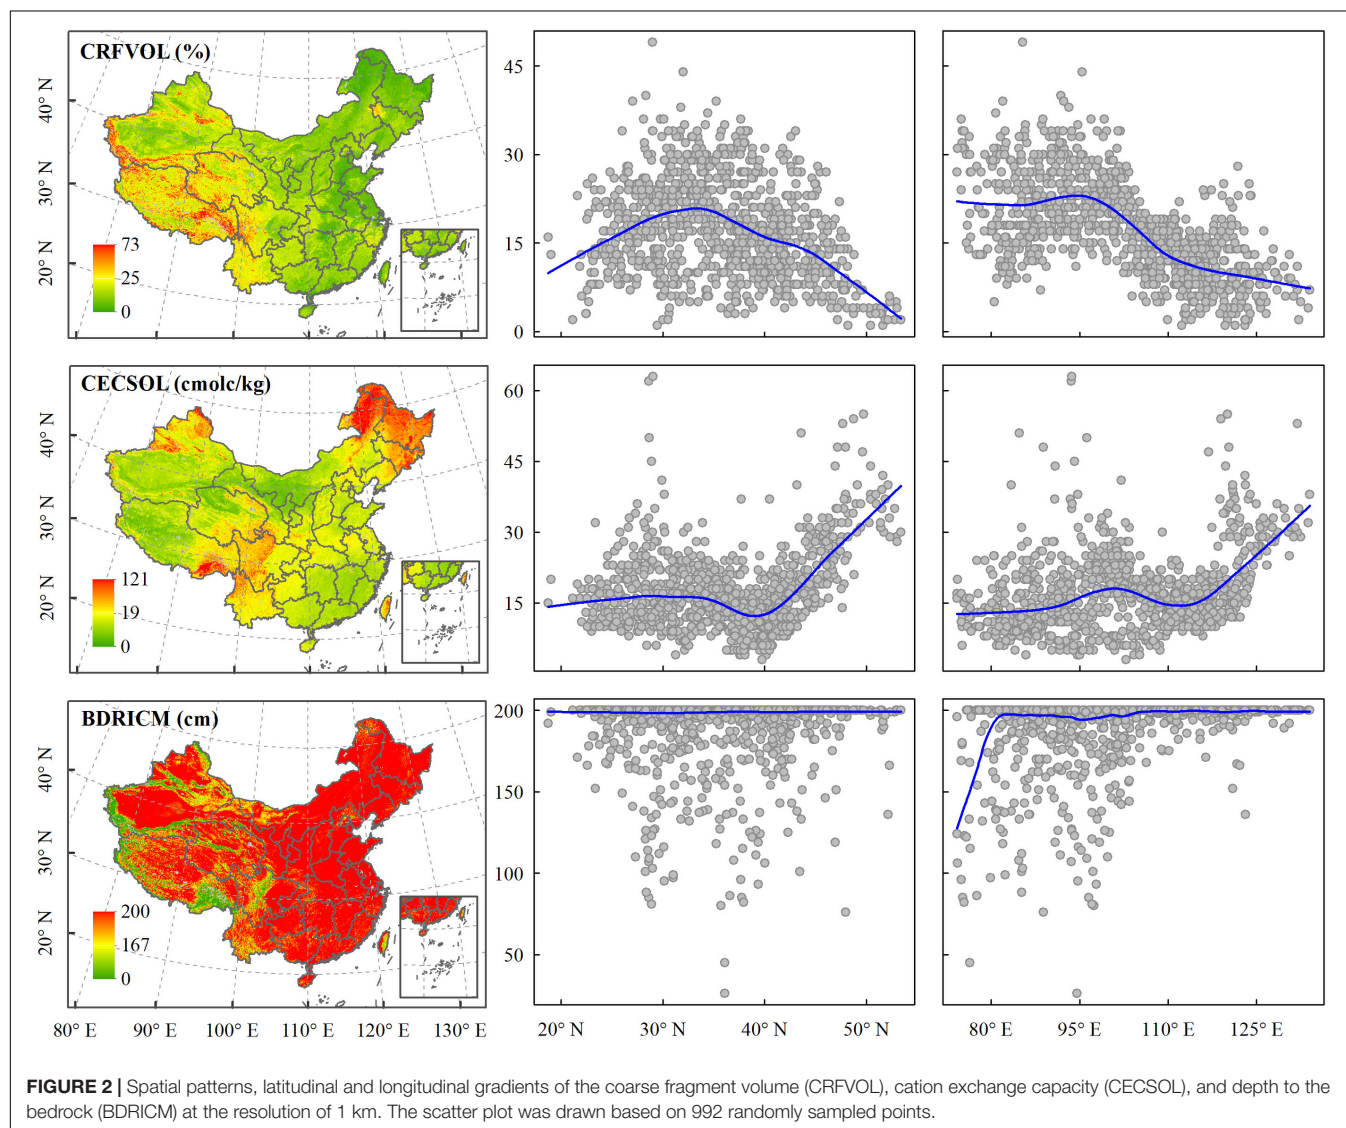 CRFVOL (%)
40° N
30° N
20° N
73
25
0
45
30
15
0
CECSOL (cmolc/kg)
40° N
30° N
20° N
121
19
0
60
45
30
15
BDRICM (cm)
40° N
30° N
20° N
200
167
0
200
150
100
50
80° E 90° E 100° E 110° E 120° E 130° E
20° N 30° N 40° N 50° N
80° E 95° E 110° E 125° E
FIGURE 2 | Spatial patterns, latitudinal and longitudinal gradients of the coarse fragment volume (CRFVOL), cation exchange capacity (CECSOL), and depth to the
bedrock (BDRICM) at the resolution of 1 km. The scatter plot was drawn based on 992 randomly sampled points.